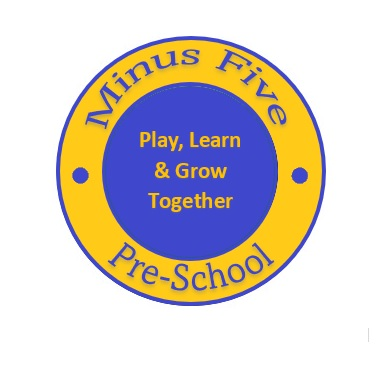 Minus Five
Play, Learn
& Grow
Together
Pre-School